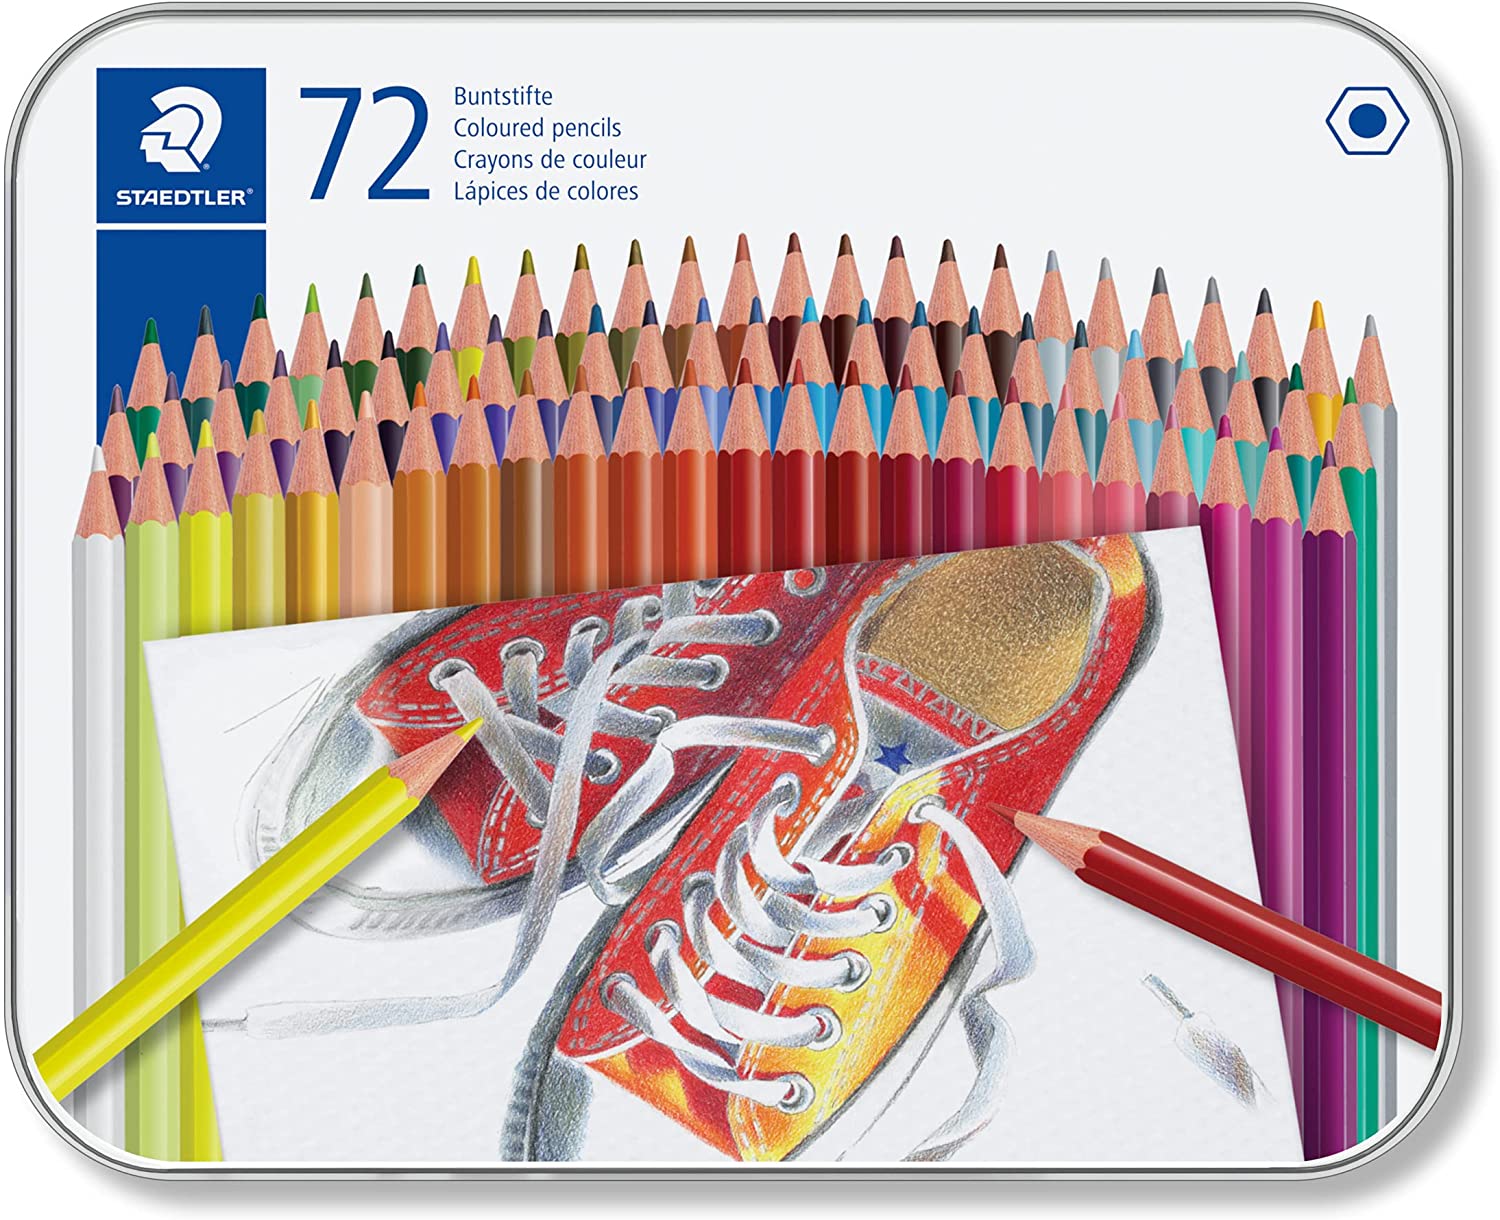 STAEDTLER®
72
Buntstifte
Coloured pencils
Crayons de couleur
Lápices de colores